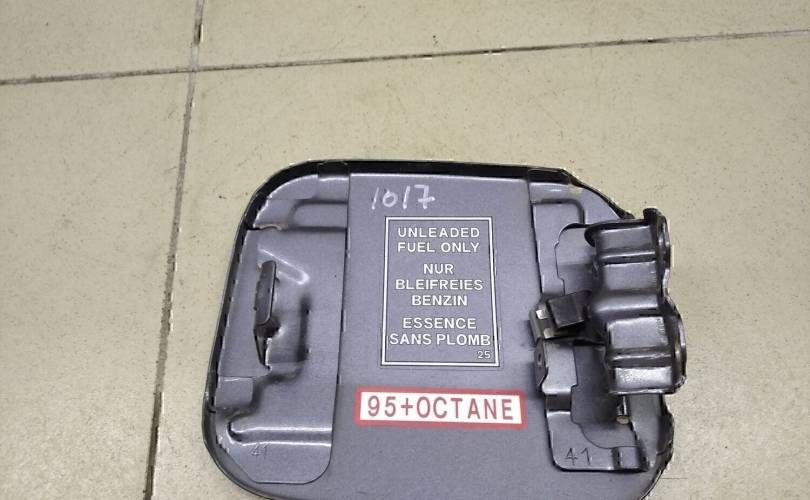 1017
UNLEADED
FUEL ONLY
NUR
BLEIFREIES
BENZIN
ESSENCE
SANS PLOMB
25
95+OCTANE
41
41